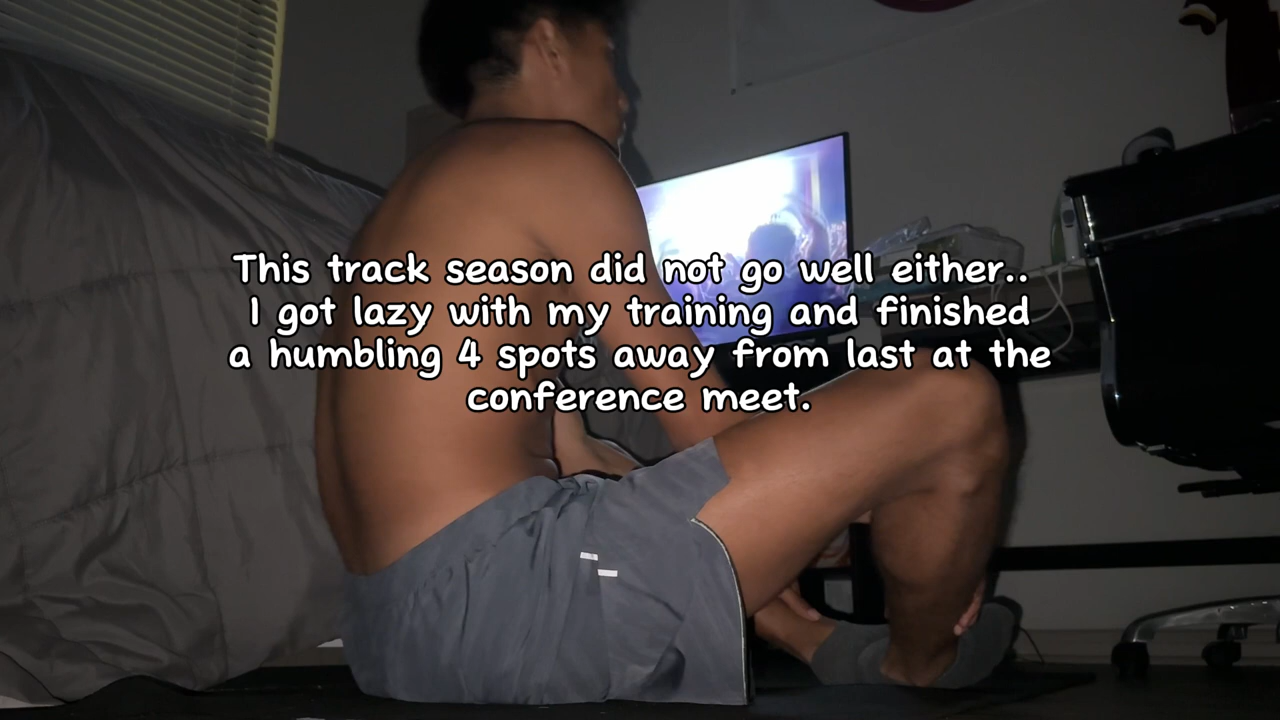 This track season did not go well either..
I got lazy with my training and finished
a humbling 4 spots away from last at the
conference meet.